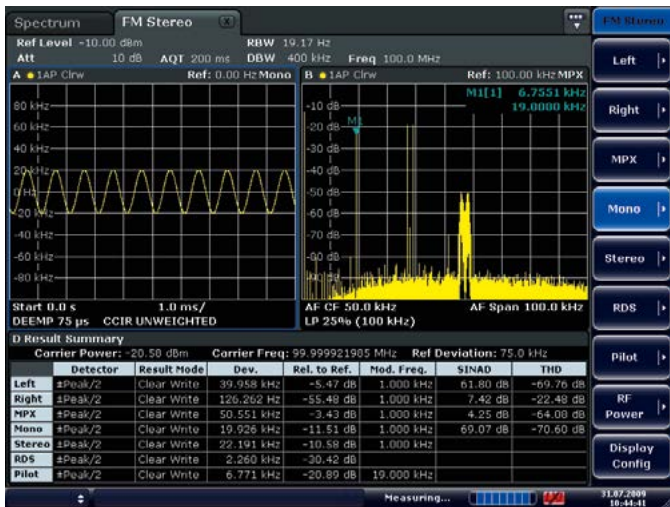 Spectrum FM Stereo
FM Stereo
Ref Level -10.00 dBm RBW 19.17 Hz
Att 10 dB AQT 200 ms DBW 400 kHz Freq 100.0 MHz
A 1AP Clrw Ref: 0.00 Hz Mono
80 kHz
60 kHz
40 kHz
20 kHz
0 Hz
-20 kHz
-40 kHz
-60 kHz
-80 kHz
Start 0.0 s 1.0 ms/
DEEMP 75 µs CCIR UNWEIGHTED
B 1AP Clrw Ref: 100.00 kHz MPX
M1[1] 6.7551 kHz
19.0000 kHz
M1
-10 dB
-20 dB
-30 dB
-40 dB
-50 dB
-60 dB
-70 dB
AF CF 50.0 kHz AF Span 100.0 kHz
LP 25% (100 kHz)
D Result Summary
Carrier Power: -20.50 dBm Carrier Freq: 99.999921985 MHz Ref Deviation: 75.0 kHz
Detector Result Mode Dev. Rel. to Ref. Mod. Freq. SINAD THD
Left ±Peak/2 Clear Write 39.958 kHz -5.47 dB 1.000 kHz 61.80 dB -69.76 dB
Right ±Peak/2 Clear Write 126.262 Hz -55.48 dB 1.000 kHz 7.42 dB -22.48 dB
MPX ±Peak/2 Clear Write 50.551 kHz -3.43 dB 1.000 kHz 4.25 dB -64.08 dB
Mono ±Peak/2 Clear Write 19.926 kHz -11.51 dB 1.000 kHz 69.07 dB -70.60 dB
Stereo ±Peak/2 Clear Write 22.191 kHz -10.58 dB 1.000 kHz
RDS ±Peak/2 Clear Write 2.260 kHz -30.42 dB
Pilot ±Peak/2 Clear Write 6.771 kHz -20.89 dB 19.000 kHz
Left
Right
MPX
Mono
Stereo
RDS
Pilot
RF
Power
Display
Config
Measuring...
31.07.2009
10:44:41